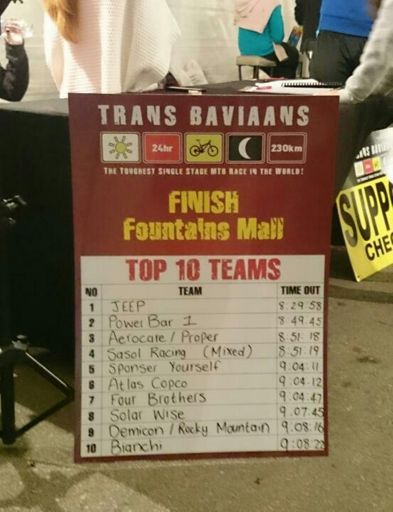 TRANS BAVIAANS
24hr 230km
THE TOUGHEST SINGLE STAGE MTB RACE IN THE WORLD!
FINISH
Fountains Mall
TOP 10 TEAMS
NO TEAM TIME OUT
1 JEEP 8:29:58
2 Power Bar 1 8:49:45
3 Aerocare / Proper 8:51:18
4 Sasol Racing (Mixed) 8:51:19
5 Sponser Yourself 9:04:11
6 Atlas Copco 9:04:12
7 Four Brothers 9:04:47
8 Solar Wise 9:07:45
9 Demicon / Rocky Mountain 9:08:16
10 Bianchi 9:08:22
TRANS BAV
SUPP
CHE